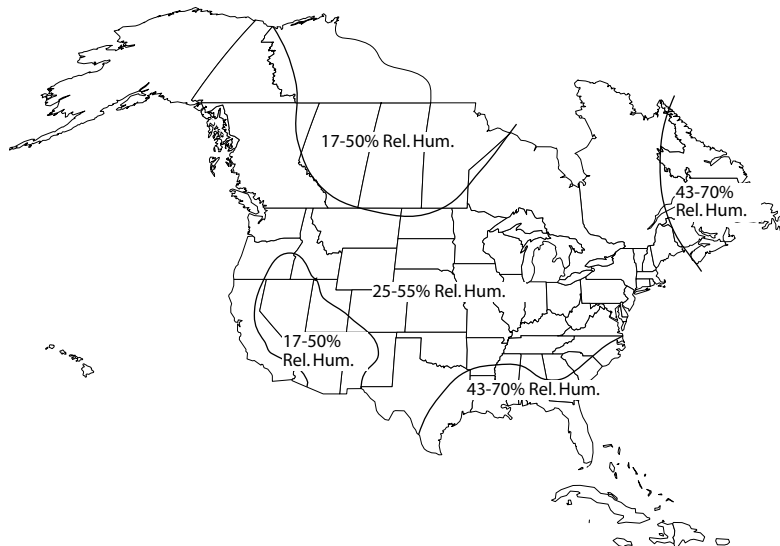 17-50% Rel. Hum.
43-70%
Rel. Hum.
25-55% Rel. Hum.
17-50%
Rel. Hum.
43-70% Rel. Hum.